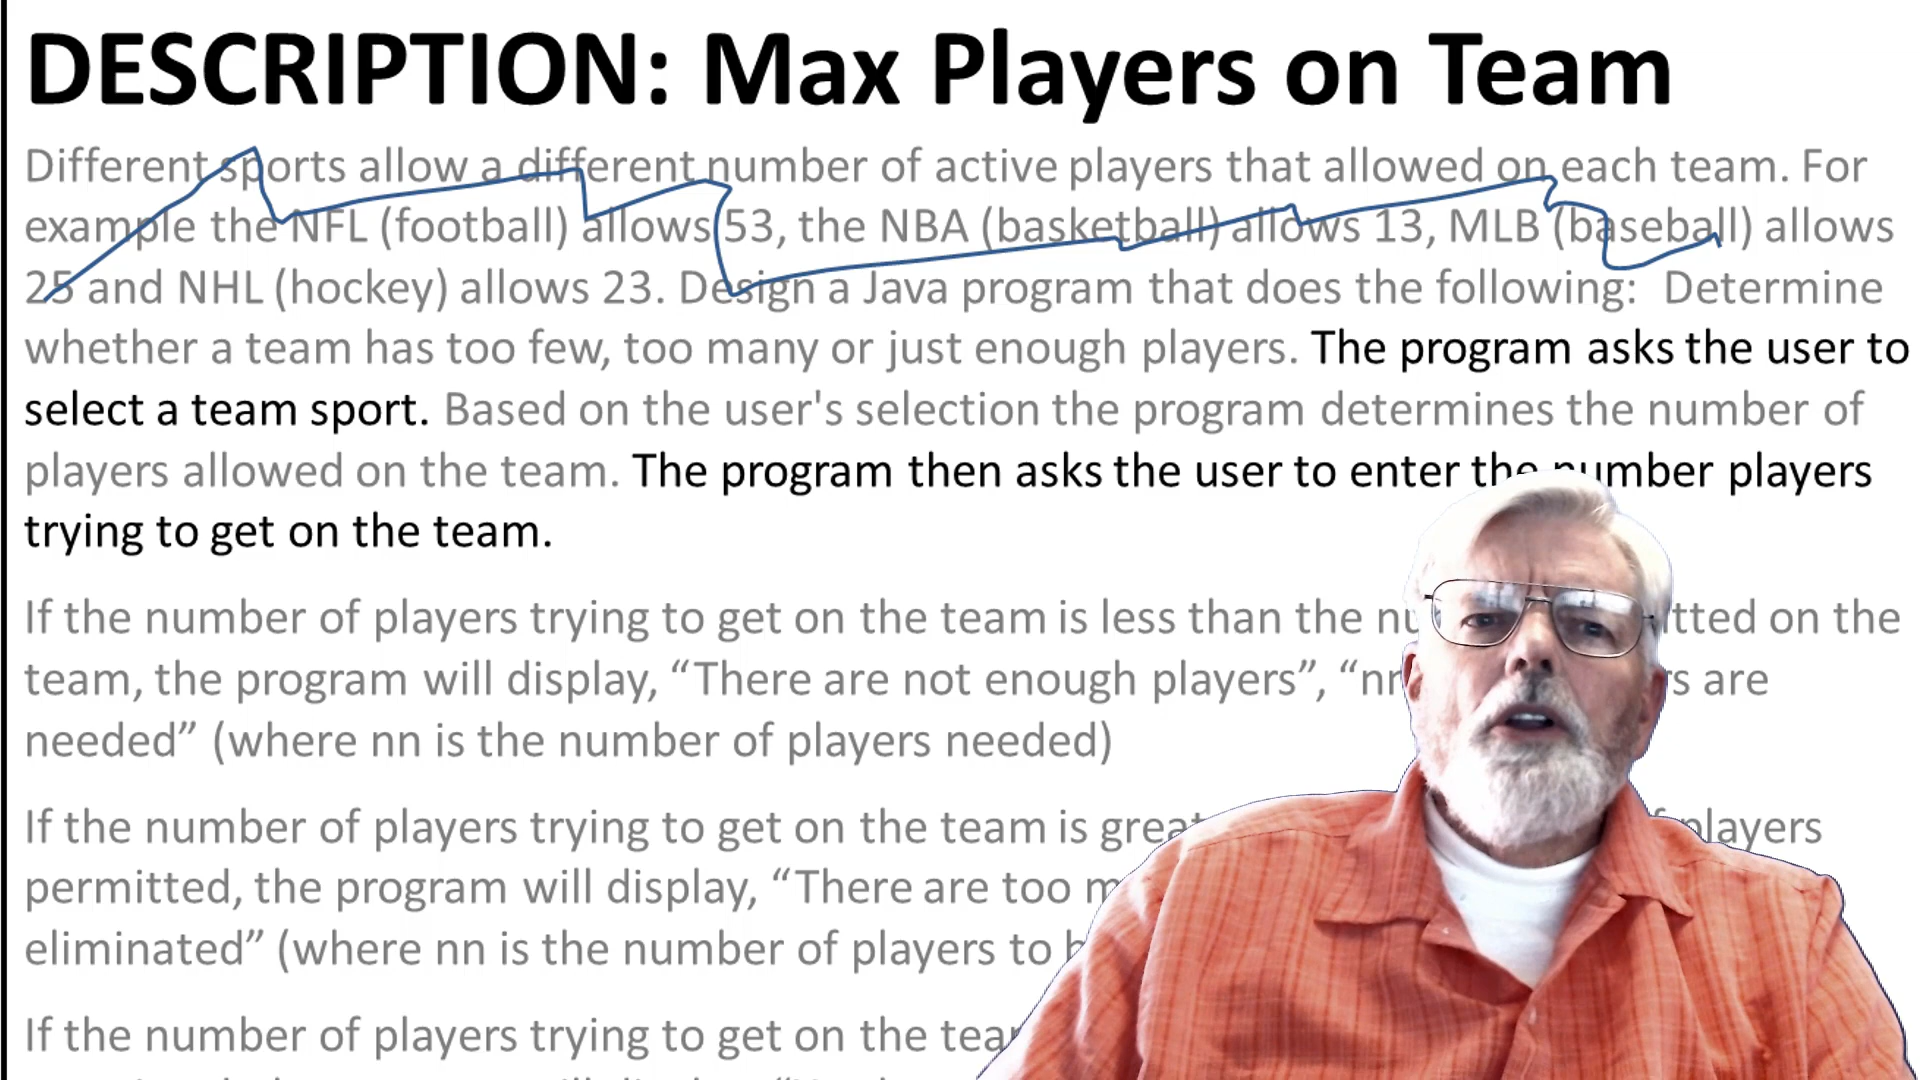 DESCRIPTION: Max Players on Team
Different sports allow a different number of active players that allowed on each team. For
example the NFL (football) allows 53, the NBA (basketball) allows 13, MLB (baseball) allows
25 and NHL (hockey) allows 23. Design a Java program that does the following: Determine
whether a team has too few, too many or just enough players. The program asks the user to
select a team sport. Based on the user's selection the program determines the number of
players allowed on the team. The program then asks the user to enter the number players
trying to get on the team.
If the number of players trying to get on the team is less than the on the
team, the program will display, “There are not enough players”, “ are
needed” (where nn is the number of players needed)
If the number of players trying to get on the team is players
permitted, the program will display, “There are too
eliminated” (where nn is the number of players to
If the number of players trying to get on the